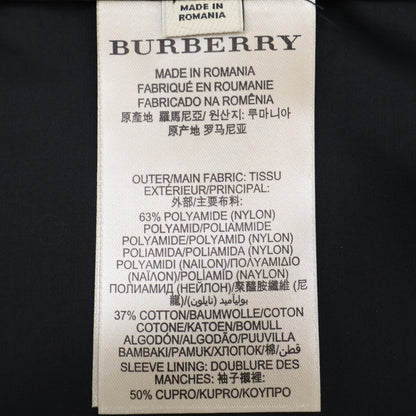 MADE IN
ROMANIA
BURBERRY
MADE IN ROMANIA
FABRIQUÉ EN ROUMANIE
FABRICADO NA ROMÊNIA
原產地 羅馬尼亞/ 원산지: 루마니아
原产地 罗马尼亚
OUTER/MAIN FABRIC: TISSU
EXTÉRIEUR/PRINCIPAL:
外部/主要布料:
63% POLYAMIDE (NYLON)
POLYAMID/POLIAMMIDE
POLYAMIDE/POLYAMID (NYLON)
POLIAMIDA/POLIAMIDA (NYLON)
POLYAMIDI (NAILON)/ΠΟΛΥΑΜΙΔΙΟ
(ΝΑΪΛΟΝ)/POLİAMİD (NAYLON)
ПОЛИАМИД (НЕЙЛОН)/聚醯胺纖維 (尼
龍)/ بولياميد (نايلون)/
37% COTTON/BAUMWOLLE/COTON
COTONE/KATOEN/BOMULL
ALGODÓN/ALGODÃO/PUUVILLA
ΒΑΜΒΑΚΙ/PAMUK/ХЛОПОК/棉/قطن
SLEEVE LINING: DOUBLURE DES
MANCHES: 袖子襯裡:
50% CUPRO/KUPRO/КУПРО